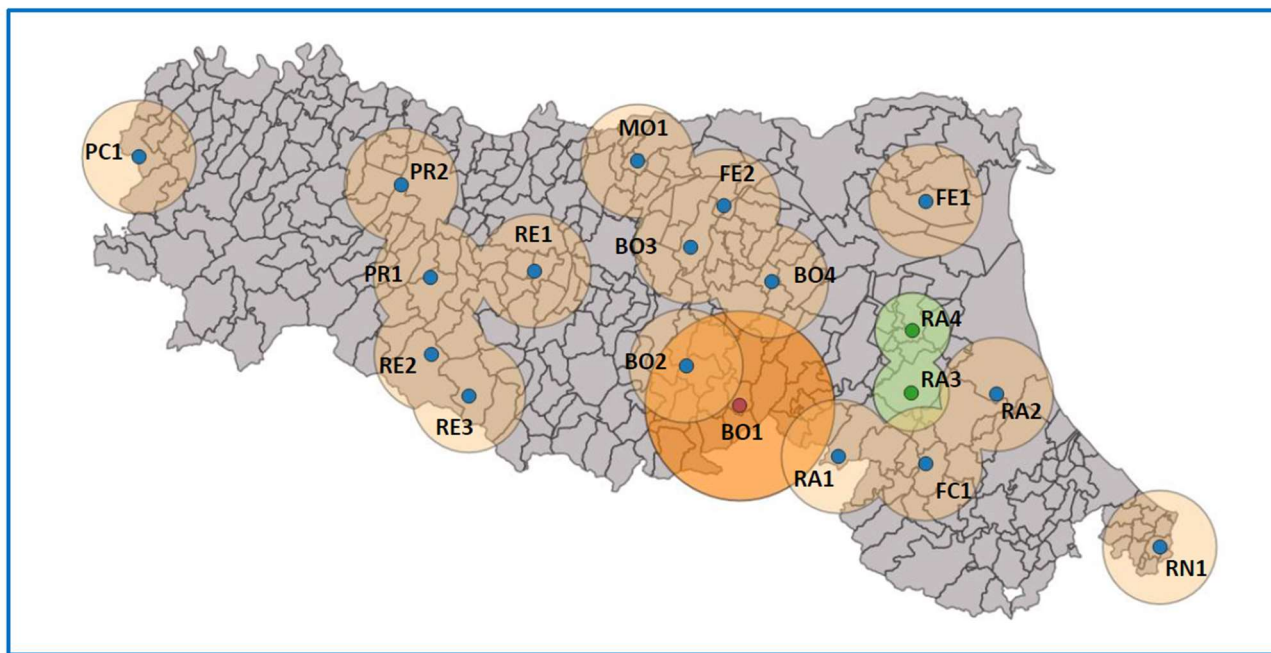 MO1
PC1
PR2
FE2
FE1
RE1
BO3
PR1
BO4
RA4
BO2
RE2
RA3
RE3
RA2
BO1
RA1
FC1
RN1